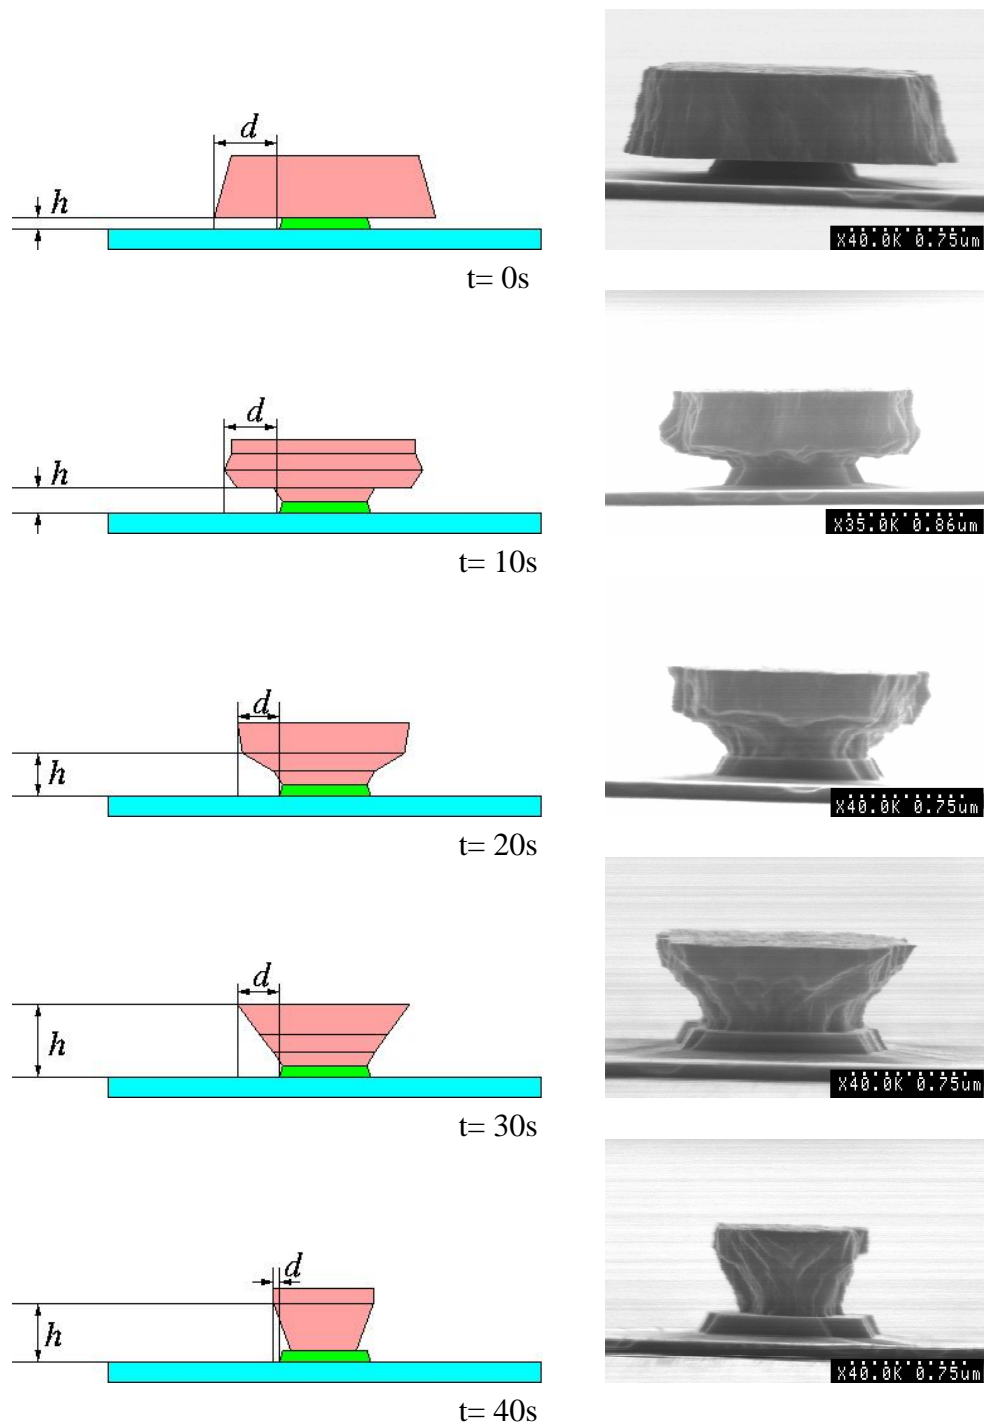 d
h
X40.0K 0.75um
t= 0s
d
h
X35.0K 0.86um
t= 10s
d
h
X40.0K 0.75um
t= 20s
d
h
X40.0K 0.75um
t= 30s
d
h
X40.0K 0.75um
t= 40s